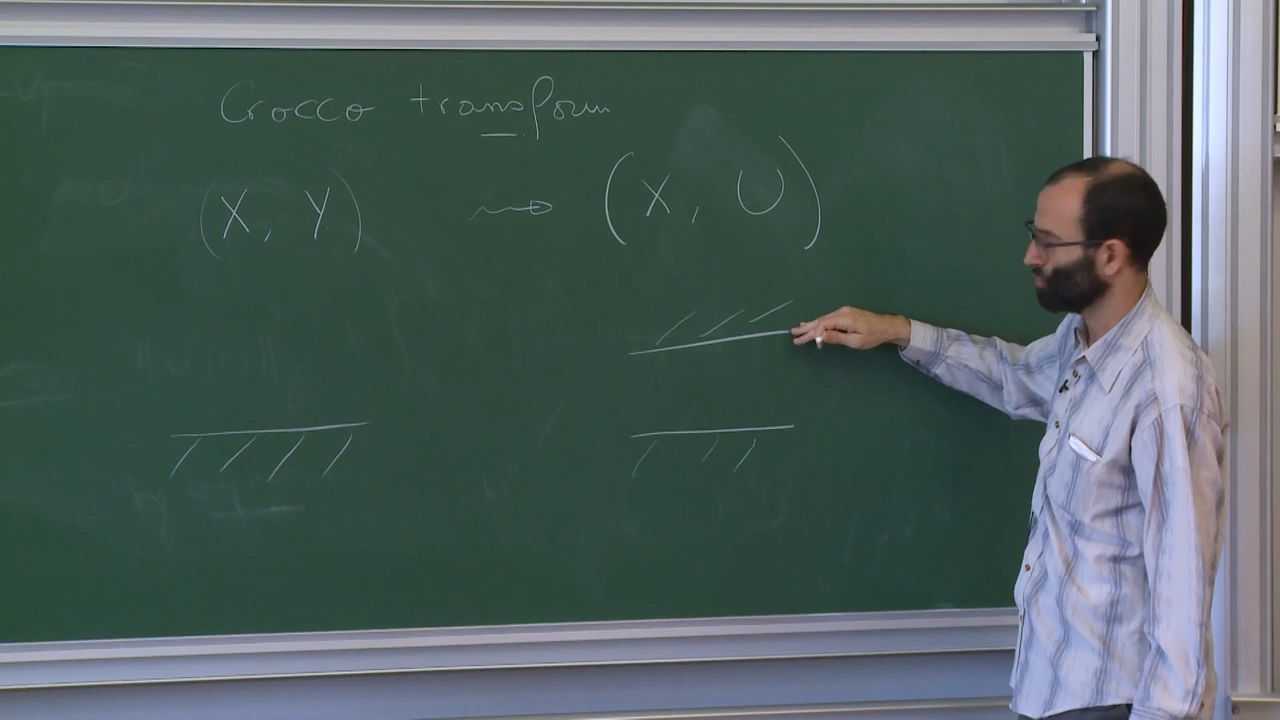 Crocco transform
(X, Y) ⇝ (X, U)